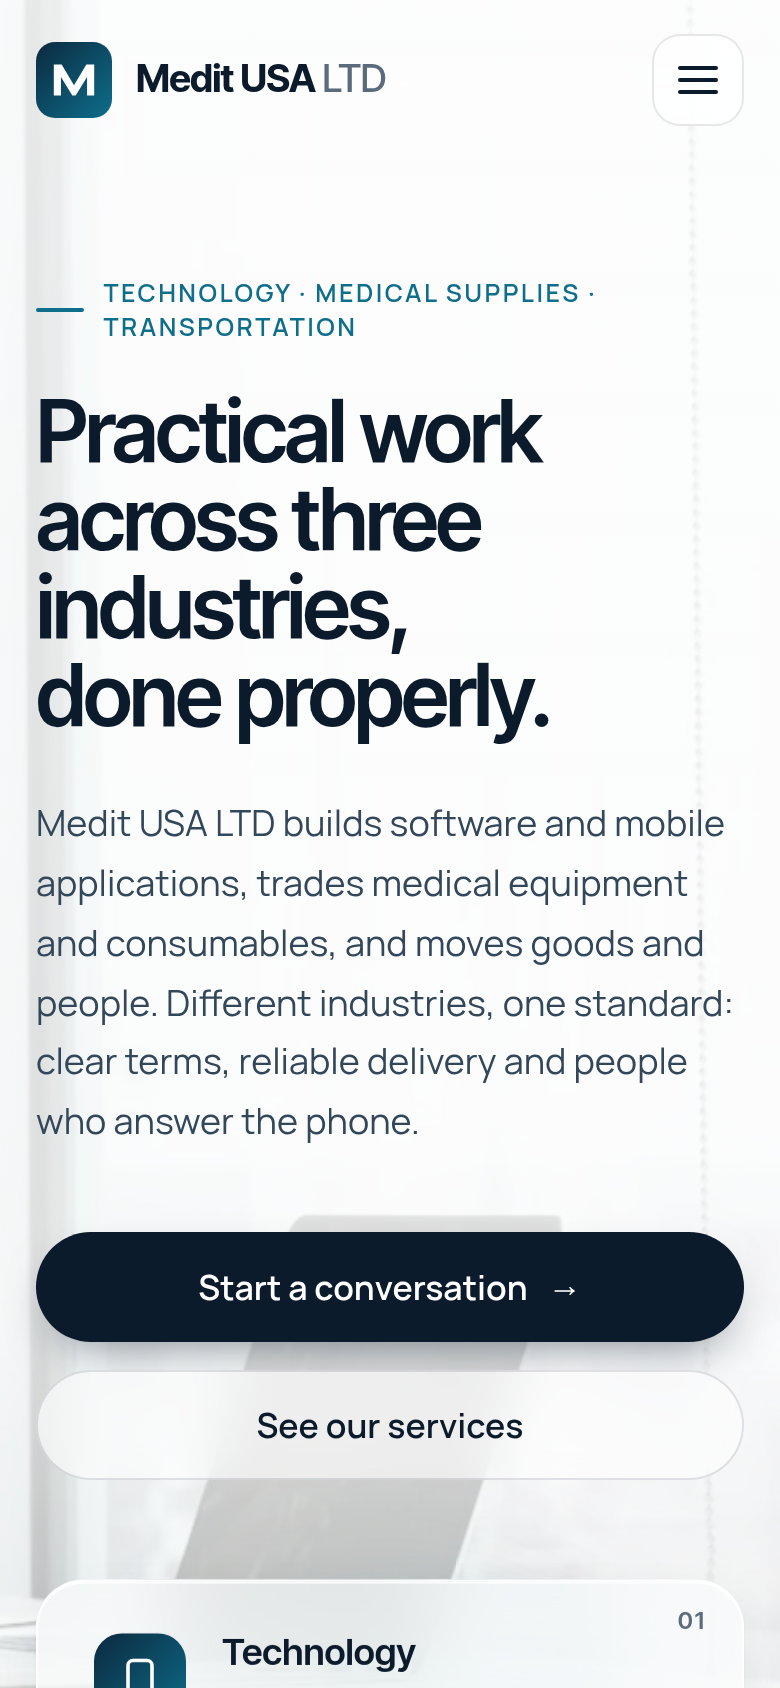 M Medit USA LTD
TECHNOLOGY · MEDICAL SUPPLIES ·
TRANSPORTATION
Practical work
across three
industries,
done properly.
Medit USA LTD builds software and mobile
applications, trades medical equipment
and consumables, and moves goods and
people. Different industries, one standard:
clear terms, reliable delivery and people
who answer the phone.
Start a conversation →
See our services
01
Technology